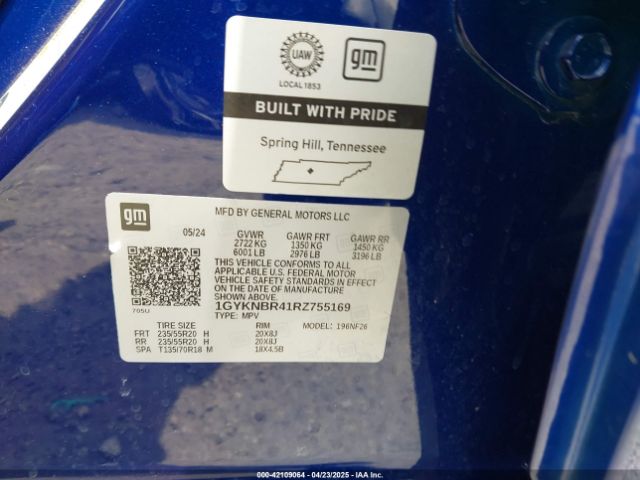 UAW
gm
LOCAL 1853
BUILT WITH PRIDE
Spring Hill, Tennessee
gm
MFD BY GENERAL MOTORS LLC
05/24 GVWR GAWR FRT GAWR RR
2722 KG 1350 KG 1450 KG
6001 LB 2976 LB 3196 LB
THIS VEHICLE CONFORMS TO ALL
APPLICABLE U.S. FEDERAL MOTOR
VEHICLE SAFETY STANDARDS IN EFFECT
ON THE DATE OF MANUFACTURE
SHOWN ABOVE.
1GYKNBR41RZ755169
705U
TYPE: MPV
TIRE SIZE RIM MODEL: 196NF26
FRT 235/55R20 H 20X8J
RR 235/55R20 H 20X8J
SPA T135/70R18 M 18X4.5B
000-42109064 - 04/23/2025 - IAA Inc.